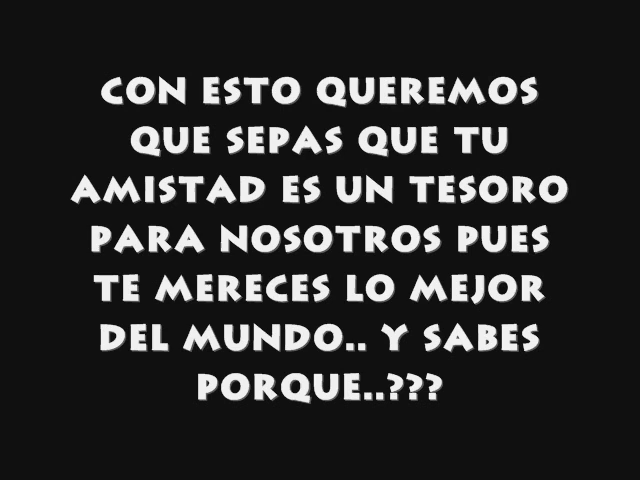 CON ESTO QUEREMOS
QUE SEPAS QUE TU
AMISTAD ES UN TESORO
PARA NOSOTROS PUES
TE MERECES LO MEJOR
DEL MUNDO.. Y SABES
PORQUE..???